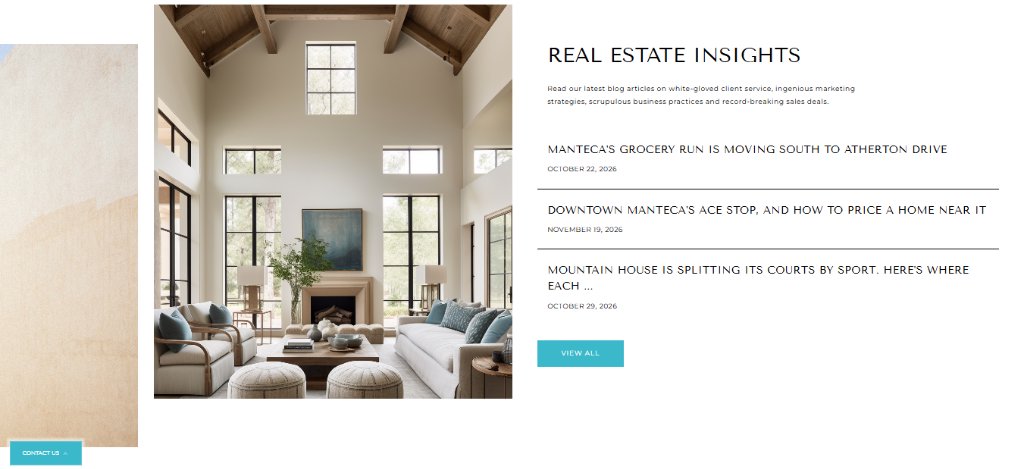 REAL ESTATE INSIGHTS
Read our latest blog articles on white-gloved client service, ingenious marketing
strategies, scrupulous business practices and record-breaking sales deals.
MANTECA'S GROCERY RUN IS MOVING SOUTH TO ATHERTON DRIVE
OCTOBER 22, 2026
DOWNTOWN MANTECA'S ACE STOP, AND HOW TO PRICE A HOME NEAR IT
NOVEMBER 19, 2026
MOUNTAIN HOUSE IS SPLITTING ITS COURTS BY SPORT. HERE'S WHERE
EACH ...
OCTOBER 29, 2026
VIEW ALL
CONTACT US